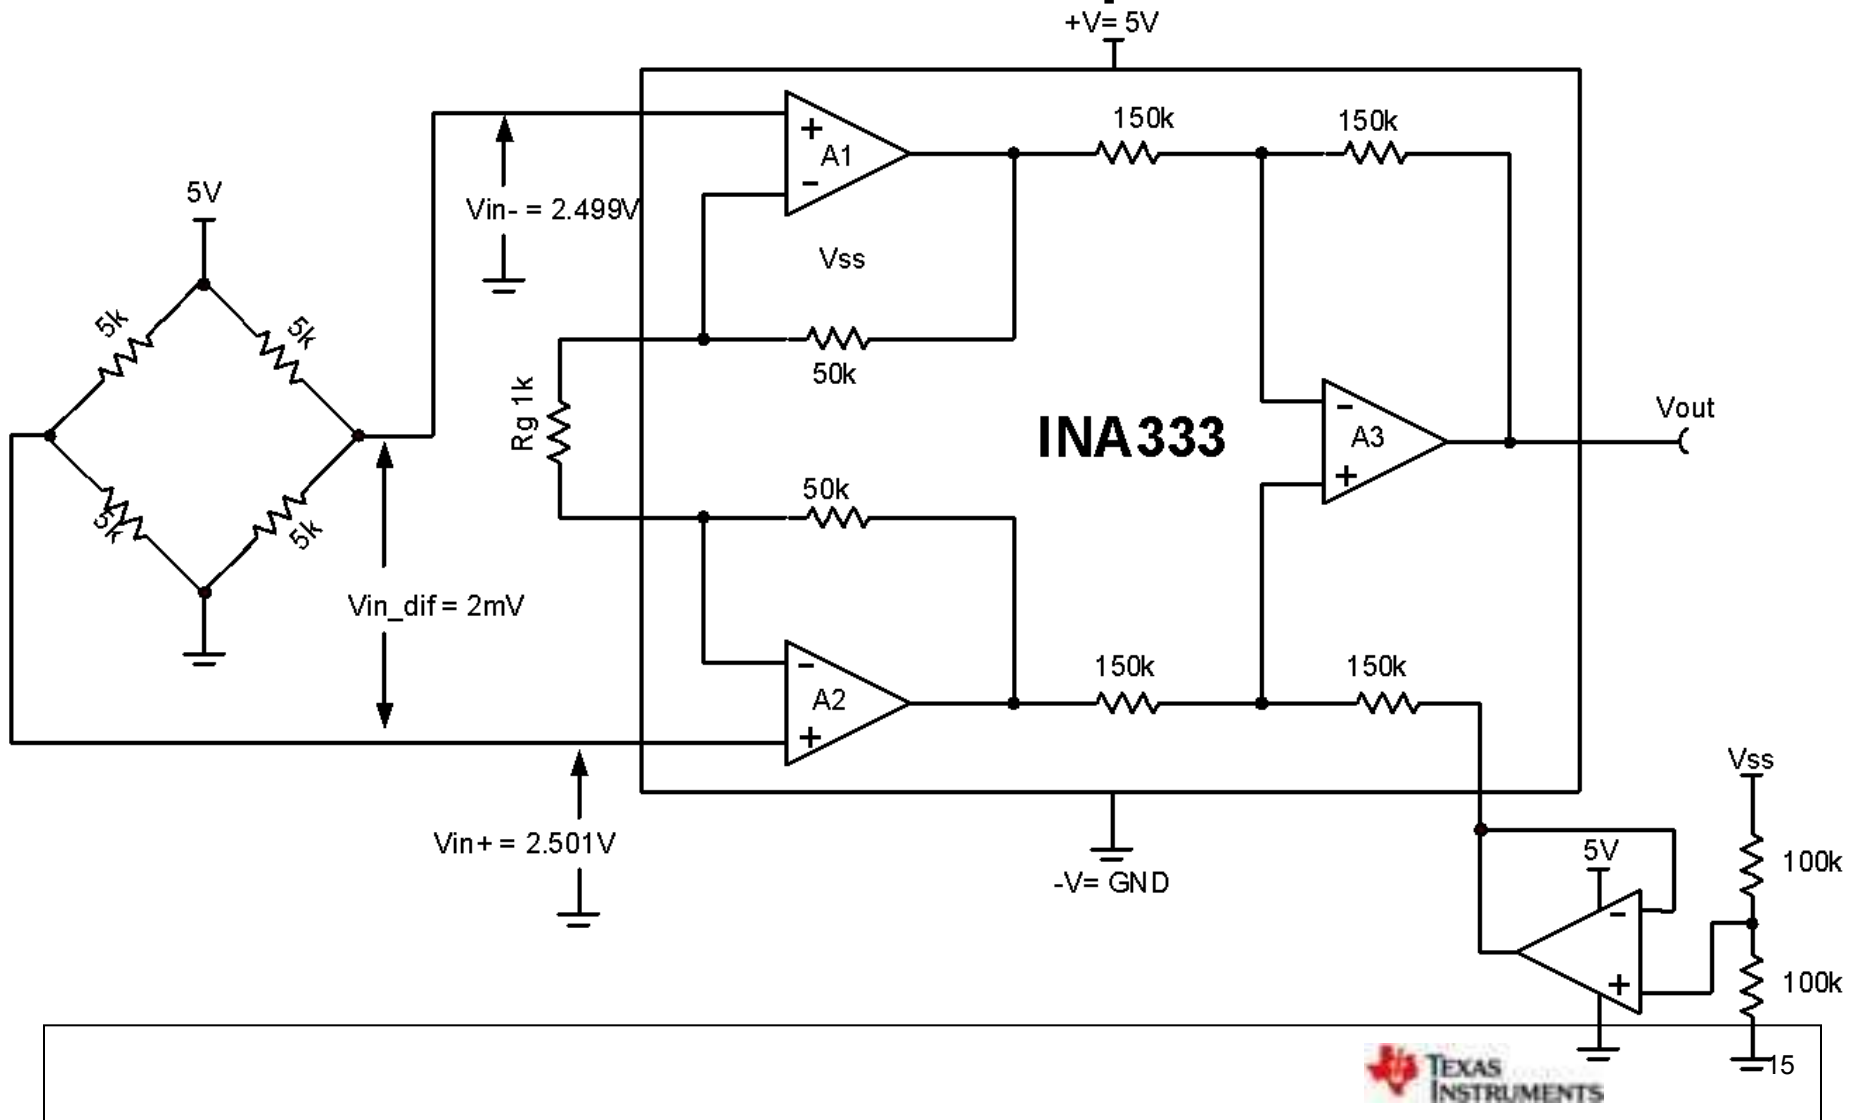 +V= 5V
150k
150k
+
A1
-
5V
Vin- = 2.499V
Vss
5k
5k
50k
Rg 1k
Vout
-
A3
+
INA333
50k
5k
5k
Vin_dif = 2mV
150k
150k
-
A2
+
Vss
Vin+ = 2.501V
5V
100k
-V= GND
-
+
100k
TEXAS
INSTRUMENTS
15